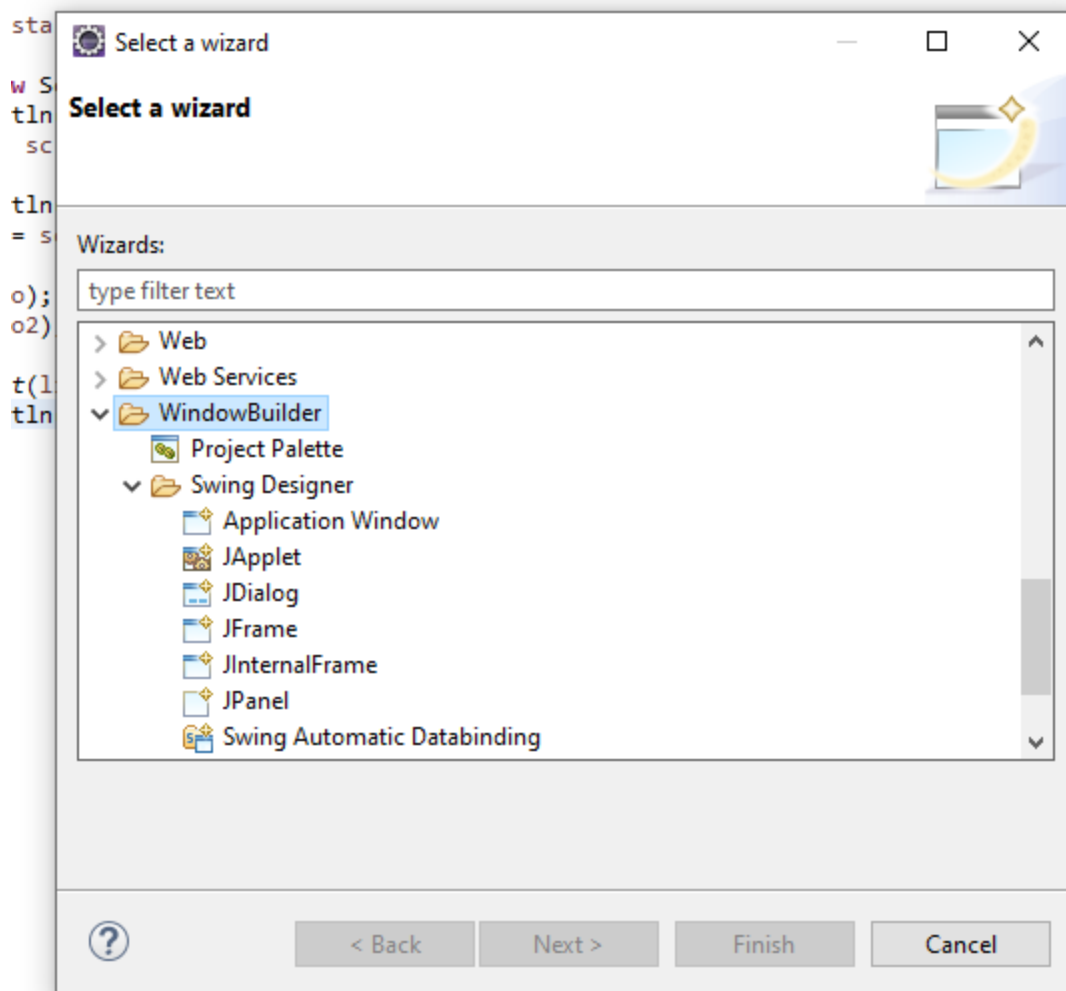 sta
Select a wizard
w S
tln
Select a wizard
sc
tln
= s
Wizards:
o);
type filter text
o2)
Web
Web Services
t(l
tln
WindowBuilder
Project Palette
Swing Designer
Application Window
JApplet
JDialog
JFrame
JInternalFrame
JPanel
Swing Automatic Databinding
?
< Back
Next >
Finish
Cancel